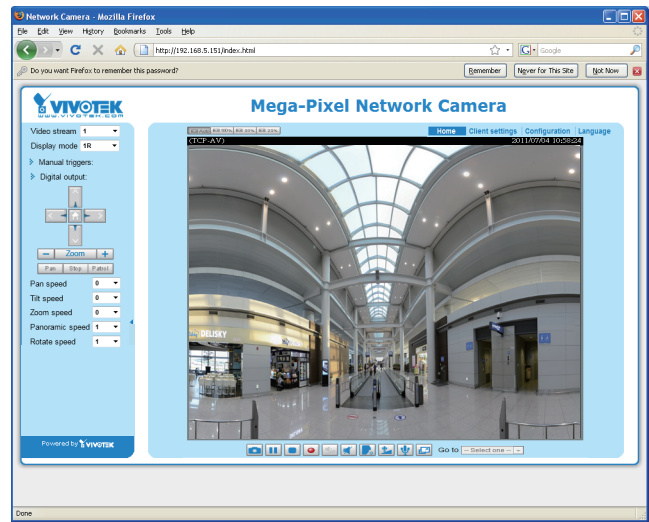 Network Camera - Mozilla Firefox
File Edit View History Bookmarks Tools Help
http://192.168.5.151/index.html
Google
Do you want Firefox to remember this password?
Remember
Never for This Site
Not Now
VIVOTEK
WWW.VIVOTEK.COM
Mega-Pixel Network Camera
Video stream 1
Display mode 1R
Manual triggers:
Digital output:
Zoom
Pan Stop Patrol
Pan speed 0
Tilt speed 0
Zoom speed 0
Panoramic speed 1
Rotate speed 1
Powered by VIVOTEK
Home Client settings Configuration Language
(TCP-AV)
2011/07/04 10:58:24
DELISKY
Go to -- Select one --
Done